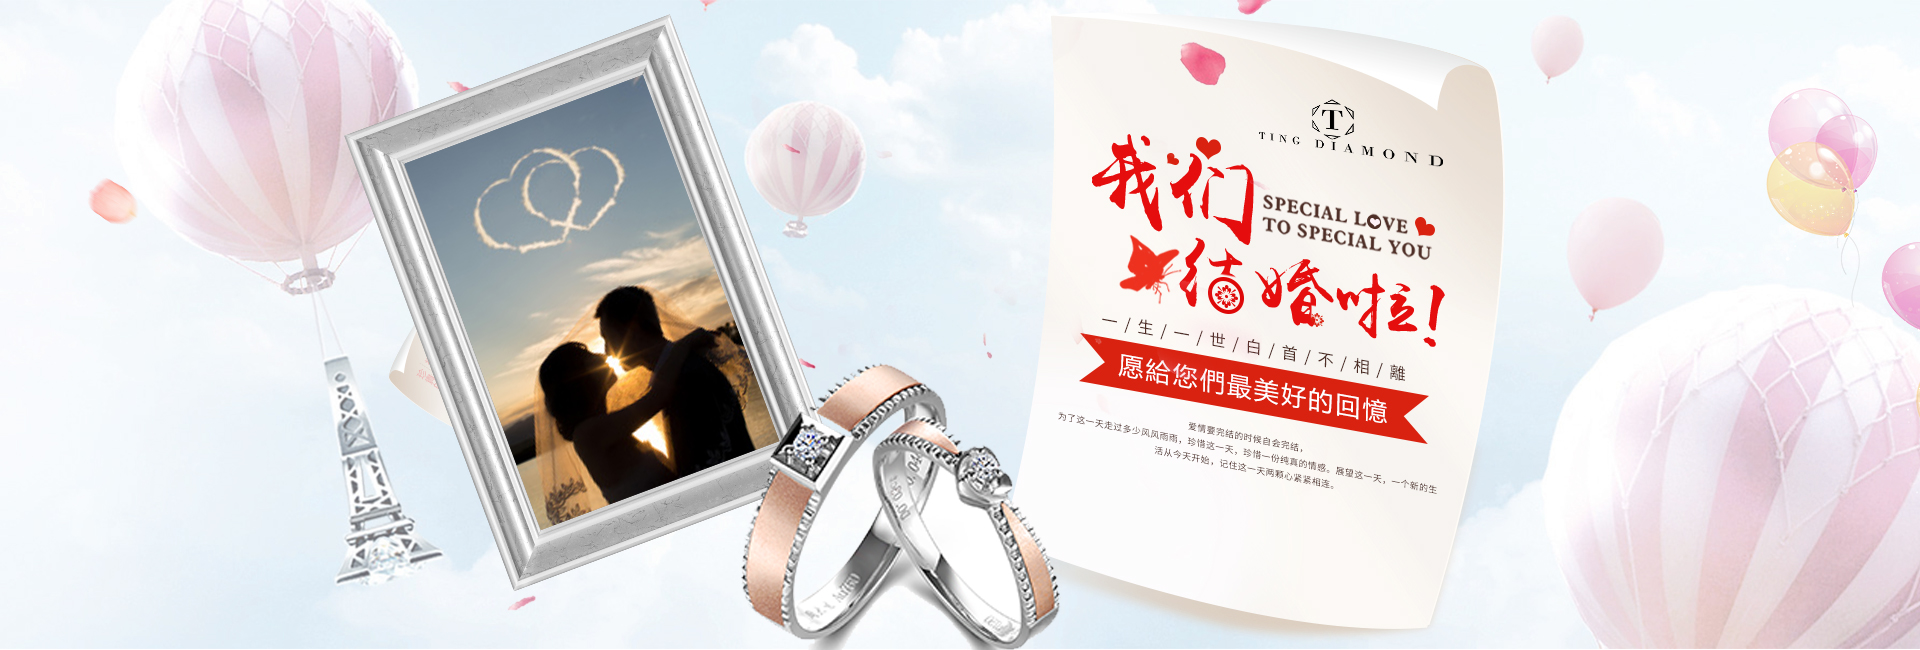 T
TING DIAMOND
我们
SPECIAL LOVE
TO SPECIAL YOU
结婚啦!
一/生/一/世/白/首/不/相/離
愿給您們最美好的回憶
爱情要完结的时候自会完结，
为了这一天走过多少风风雨雨，珍惜这一天，珍惜一份纯真的情感。展望这一天，一个新的生
活从今天开始，记住这一天两颗心紧紧相连。